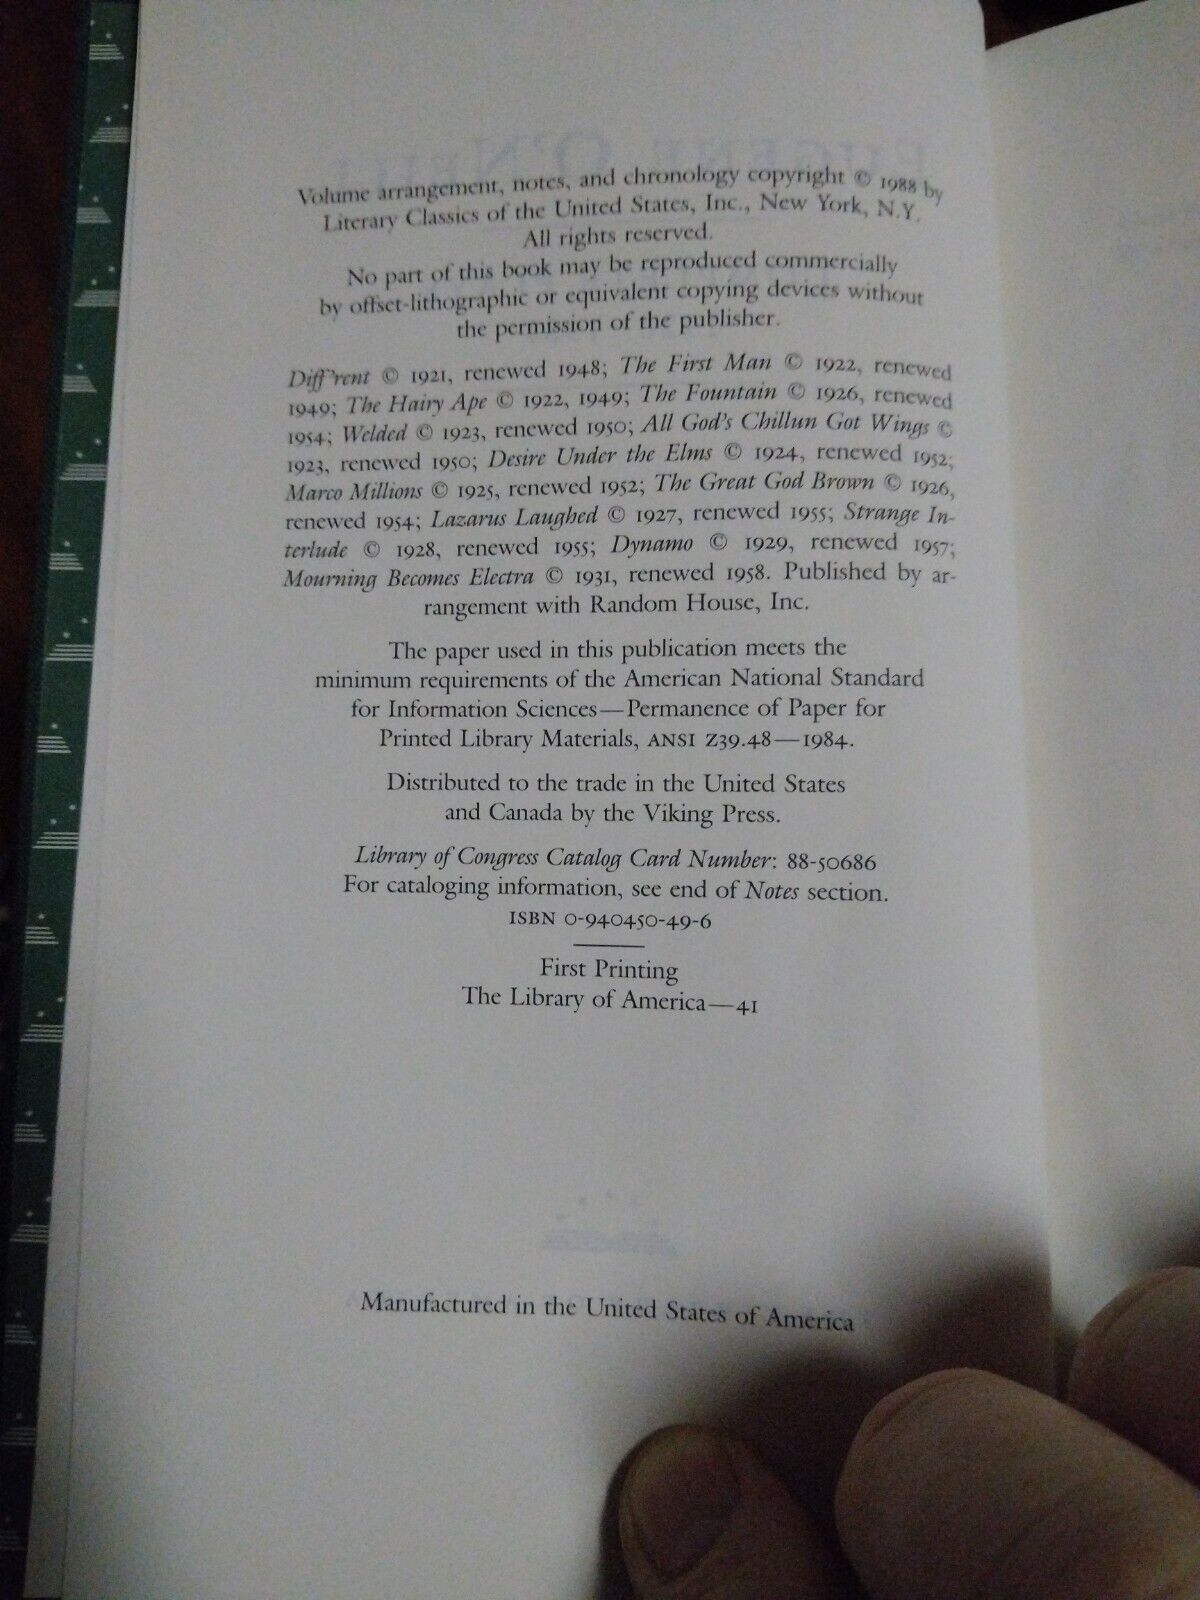 Volume arrangement, notes, and chronology copyright © 1988 by
Literary Classics of the United States, Inc., New York, N.Y.
All rights reserved.
No part of this book may be reproduced commercially
by offset-lithographic or equivalent copying devices without
the permission of the publisher.
Diff'rent © 1921, renewed 1948; The First Man © 1922, renewed
1949; The Hairy Ape © 1922, 1949; The Fountain © 1926, renewed
1954; Welded © 1923, renewed 1950; All God's Chillun Got Wings ©
1923, renewed 1950; Desire Under the Elms © 1924, renewed 1952;
Marco Millions © 1925, renewed 1952; The Great God Brown © 1926,
renewed 1954; Lazarus Laughed © 1927, renewed 1955; Strange In-
terlude © 1928, renewed 1955; Dynamo © 1929, renewed 1957;
Mourning Becomes Electra © 1931, renewed 1958. Published by ar-
rangement with Random House, Inc.
The paper used in this publication meets the
minimum requirements of the American National Standard
for Information Sciences—Permanence of Paper for
Printed Library Materials, ANSI Z39.48—1984.
Distributed to the trade in the United States
and Canada by the Viking Press.
Library of Congress Catalog Card Number: 88-50686
For cataloging information, see end of Notes section.
ISBN 0-940450-49-6
First Printing
The Library of America—41
Manufactured in the United States of America